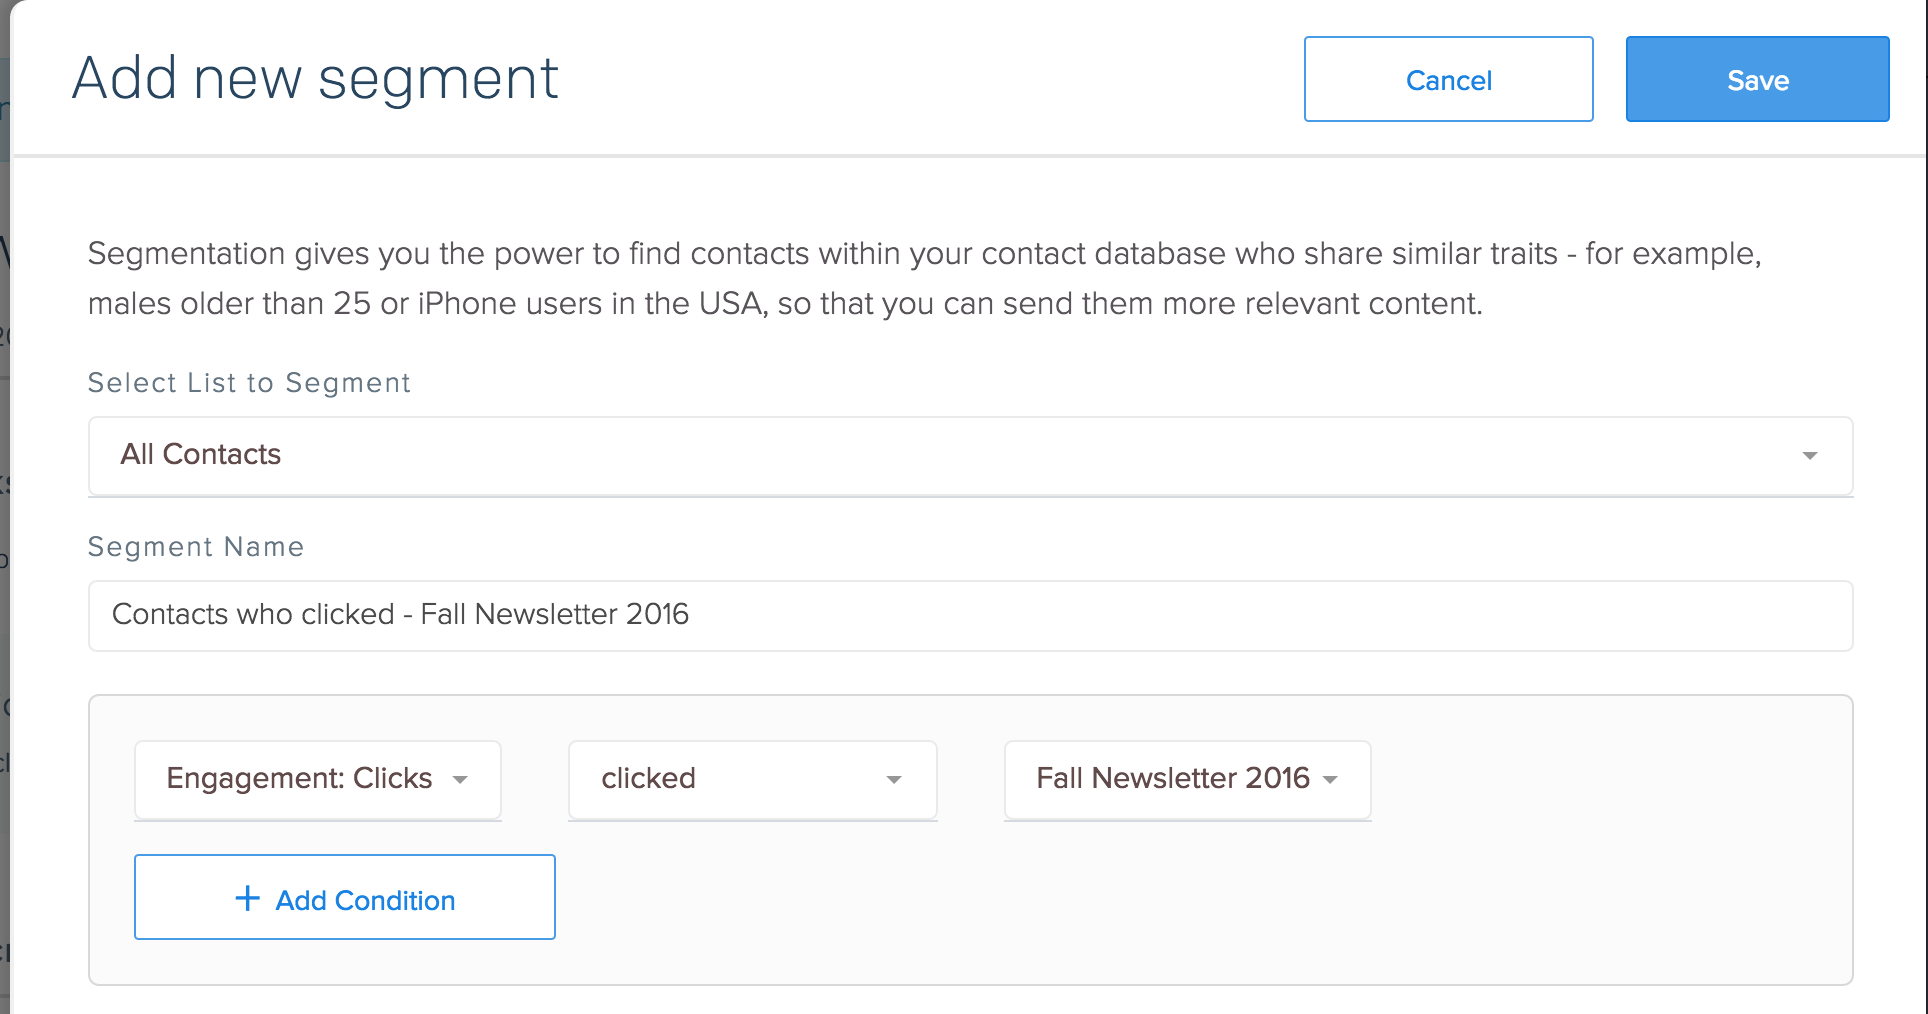 Add new segment
Cancel
Save
Segmentation gives you the power to find contacts within your contact database who share similar traits - for example,
males older than 25 or iPhone users in the USA, so that you can send them more relevant content.
Select List to Segment
All Contacts
Segment Name
Contacts who clicked - Fall Newsletter 2016
Engagement: Clicks
clicked
Fall Newsletter 2016
+ Add Condition